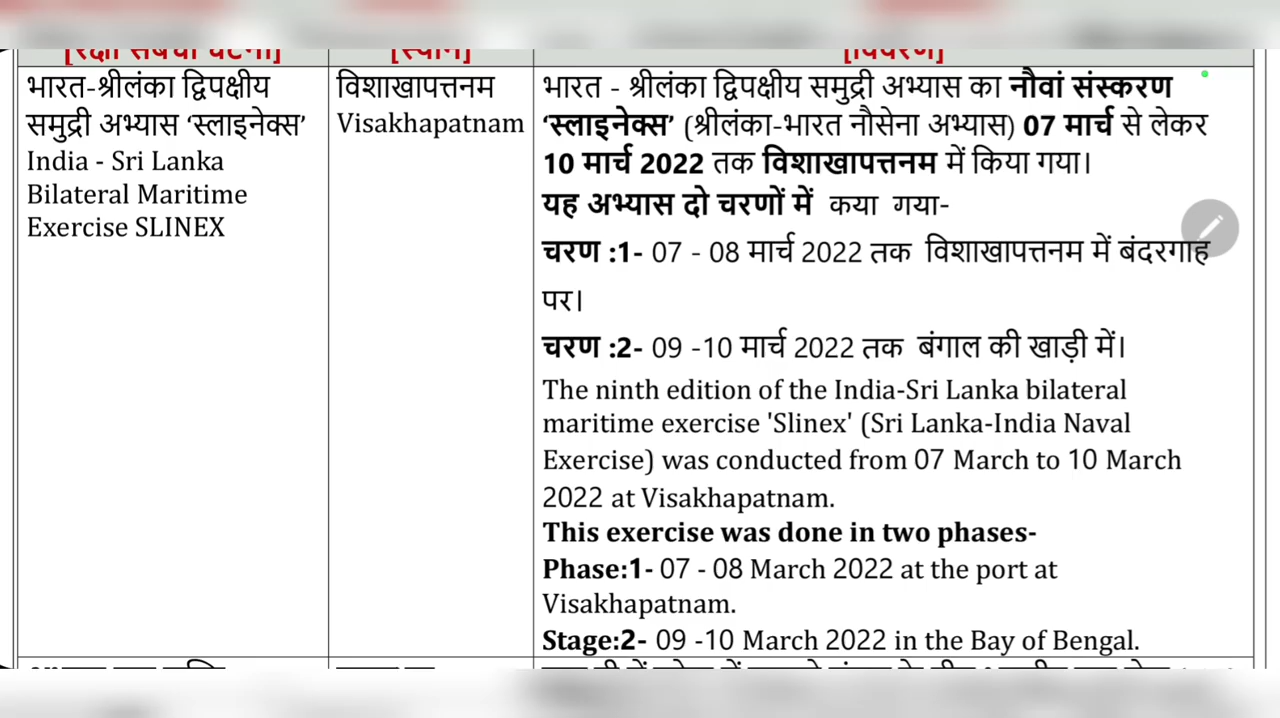 [स्थान]
[विवरण]
भारत-श्रीलंका द्विपक्षीय
समुद्री अभ्यास ‘स्लाइनेक्स’
India - Sri Lanka
Bilateral Maritime
Exercise SLINEX
विशाखापत्तनम
Visakhapatnam
भारत - श्रीलंका द्विपक्षीय समुद्री अभ्यास का नौवां संस्करण
‘स्लाइनेक्स’ (श्रीलंका-भारत नौसेना अभ्यास) 07 मार्च से लेकर
10 मार्च 2022 तक विशाखापत्तनम में किया गया।
यह अभ्यास दो चरणों में कया गया-
चरण :1- 07 - 08 मार्च 2022 तक विशाखापत्तनम में बंदरगाह
पर।
चरण :2- 09 -10 मार्च 2022 तक बंगाल की खाड़ी में।
The ninth edition of the India-Sri Lanka bilateral
maritime exercise 'Slinex' (Sri Lanka-India Naval
Exercise) was conducted from 07 March to 10 March
2022 at Visakhapatnam.
This exercise was done in two phases-
Phase:1- 07 - 08 March 2022 at the port at
Visakhapatnam.
Stage:2- 09 -10 March 2022 in the Bay of Bengal.